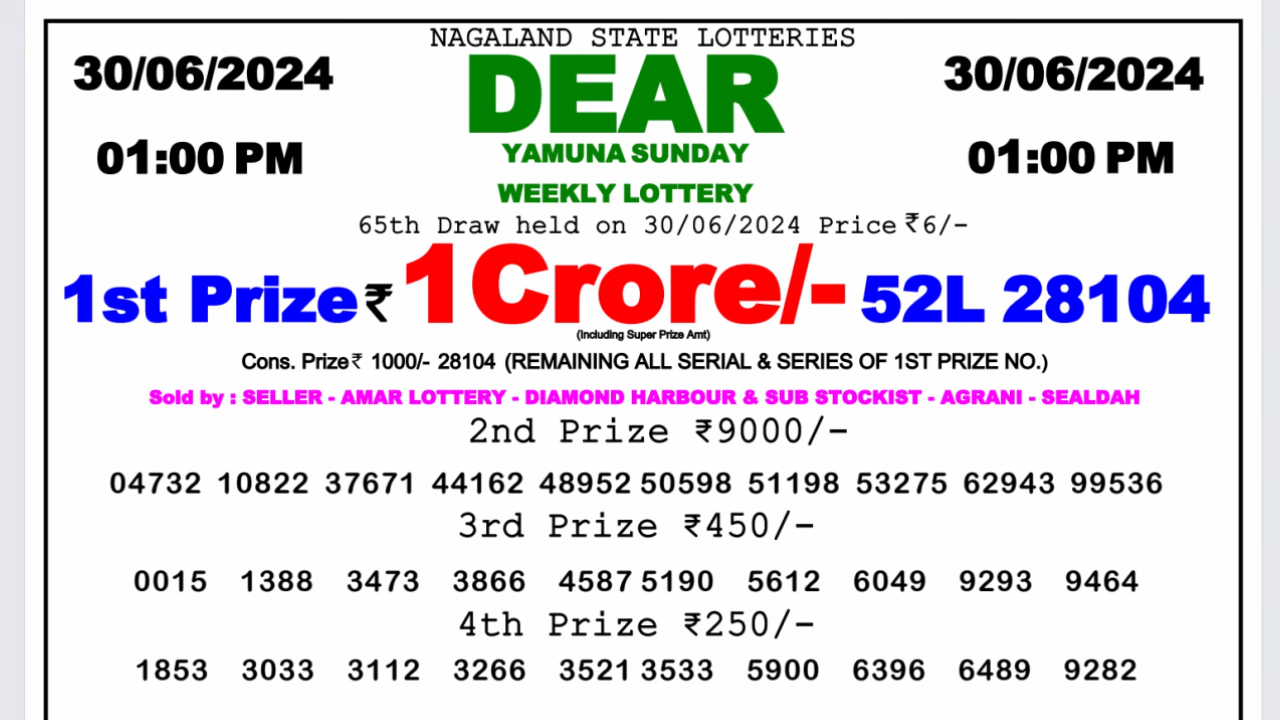 NAGALAND STATE LOTTERIES
30/06/2024 DEAR 30/06/2024
01:00 PM YAMUNA SUNDAY 01:00 PM
WEEKLY LOTTERY
65th Draw held on 30/06/2024 Price ₹6/-
1st Prize ₹ 1Crore/- 52L 28104
(Including Super Prize Amt)
Cons. Prize ₹ 1000/- 28104 (REMAINING ALL SERIAL & SERIES OF 1ST PRIZE NO.)
Sold by : SELLER - AMAR LOTTERY - DIAMOND HARBOUR & SUB STOCKIST - AGRANI - SEALDAH
2nd Prize ₹9000/-
04732 10822 37671 44162 48952 50598 51198 53275 62943 99536
3rd Prize ₹450/-
0015 1388 3473 3866 4587 5190 5612 6049 9293 9464
4th Prize ₹250/-
1853 3033 3112 3266 3521 3533 5900 6396 6489 9282